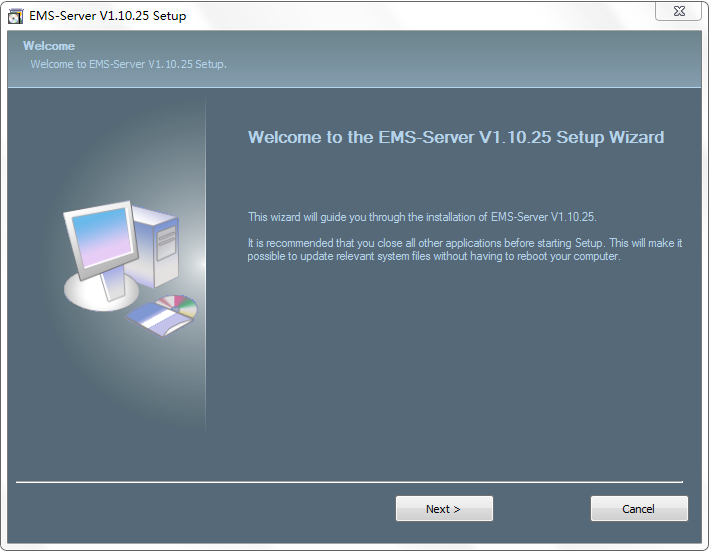 EMS-Server V1.10.25 Setup
Welcome
Welcome to EMS-Server V1.10.25 Setup.
Welcome to the EMS-Server V1.10.25 Setup Wizard
This wizard will guide you through the installation of EMS-Server V1.10.25.
It is recommended that you close all other applications before starting Setup. This will make it
possible to update relevant system files without having to reboot your computer.
Next >
Cancel